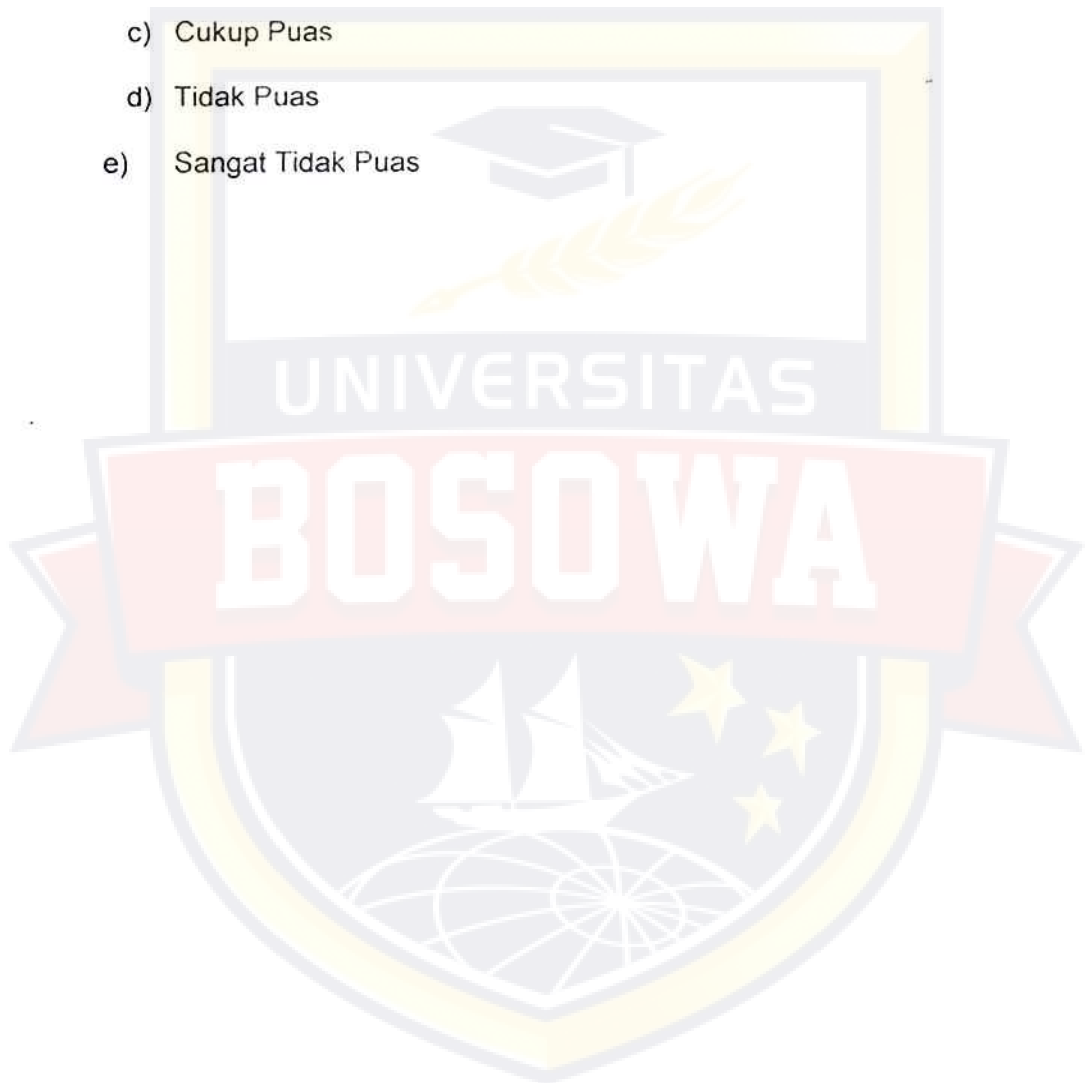 c) Cukup Puas
d) Tidak Puas
e) Sangat Tidak Puas
UNIVERSITAS
BOSOWA